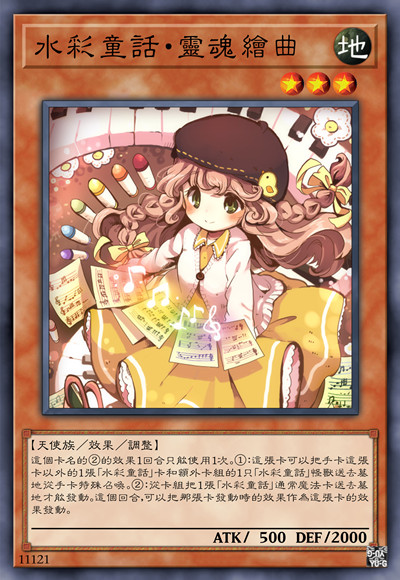 水彩童話・靈魂繪曲
地
【天使族／效果／調整】
這個卡名的②的效果1回合只能使用1次。①：這張卡可以把手卡這張
卡以外的1張「水彩童話」卡和額外卡組的1只「水彩童話」怪獸送去墓
地從手卡特殊召喚。②：從卡組把1張「水彩童話」通常魔法卡送去墓
地才能發動。這個回合，可以把那張卡發動時的效果作為這張卡的效
果發動。
ATK/ 500 DEF/2000
11121